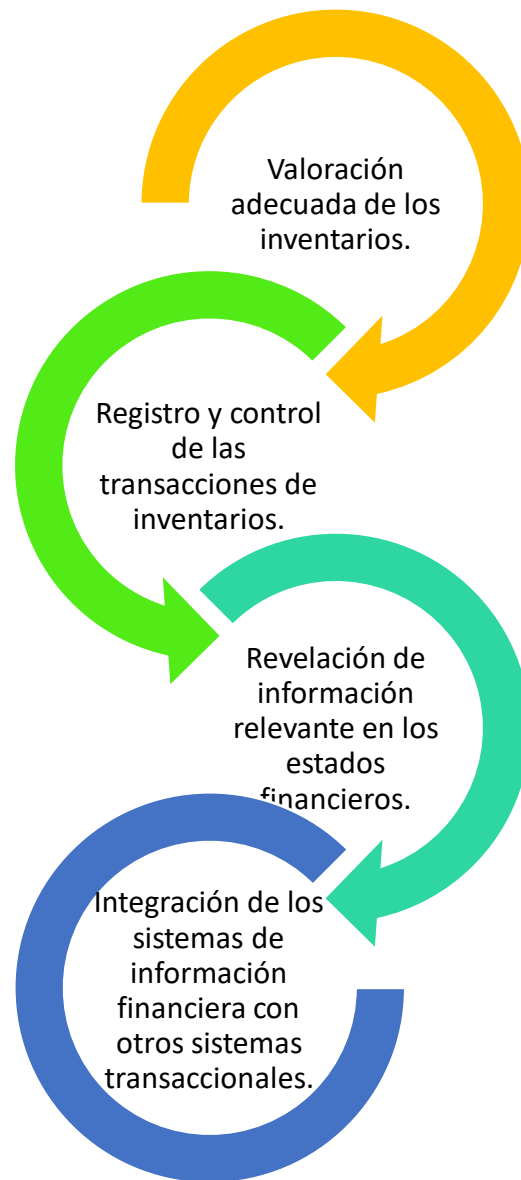 Valoración
adecuada de los
inventarios.
Registro y control
de las
transacciones de
inventarios.
Revelación de
información
relevante en los
estados
financieros.
Integración de los
sistemas de
información
financiera con
otros sistemas
transaccionales.